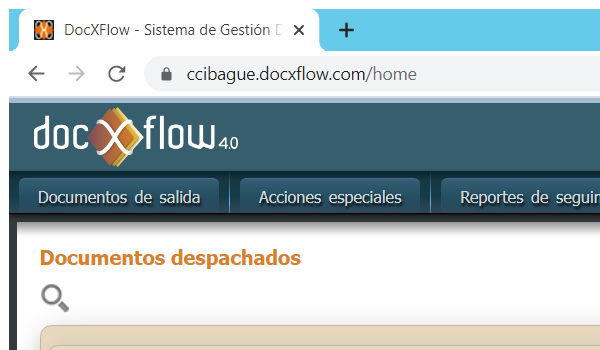 DocXFlow - Sistema de Gestión D
ccibague.docxflow.com/home
docXflow 4.0
Documentos de salida Acciones especiales Reportes de seguim
Documentos despachados